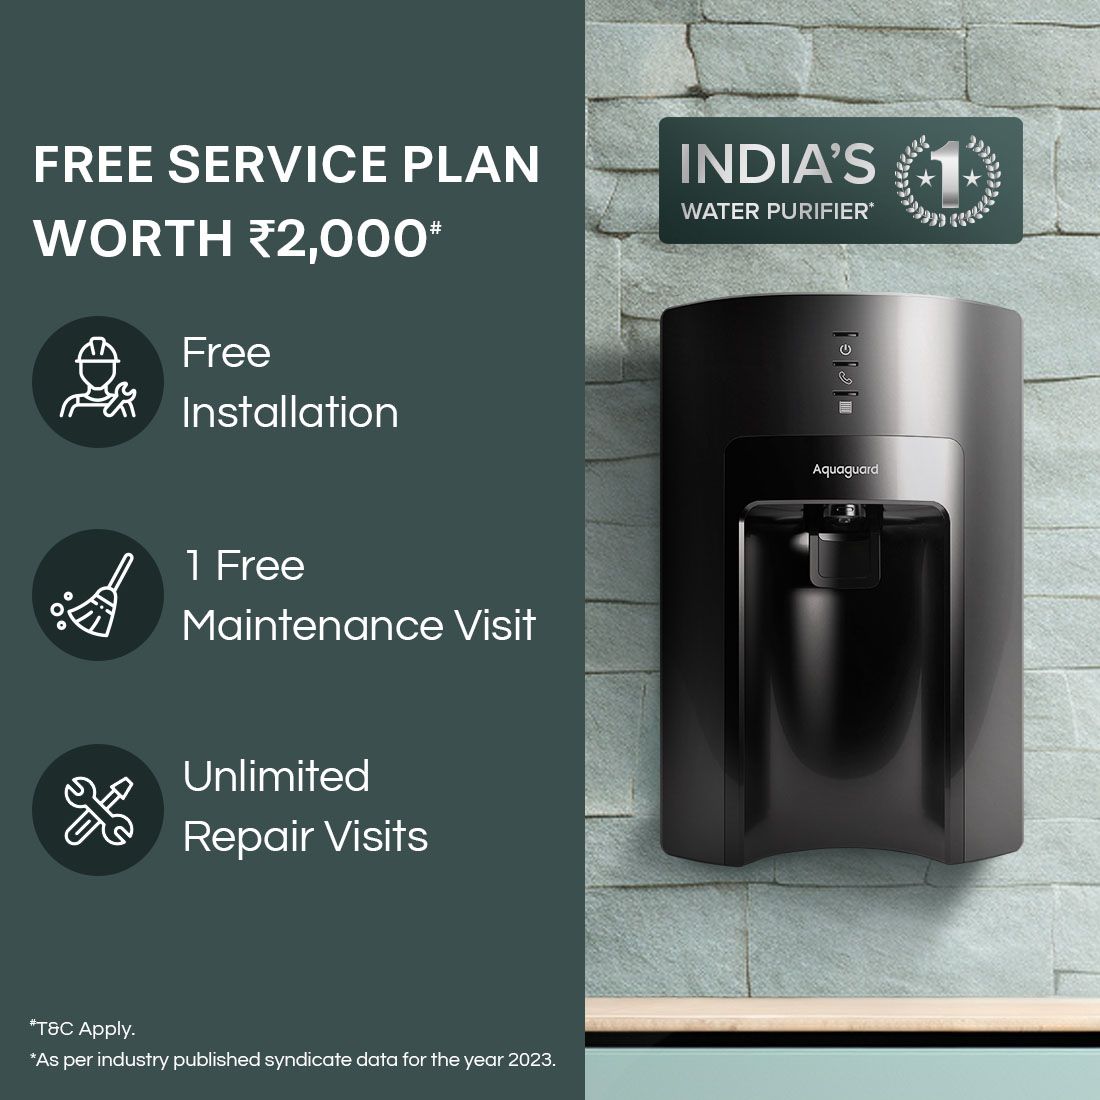 FREE SERVICE PLAN
WORTH ₹2,000#
Free
Installation
1 Free
Maintenance Visit
Unlimited
Repair Visits
#T&C Apply.
*As per industry published syndicate data for the year 2023.
INDIA'S
WATER PURIFIER*
1
Aquaguard